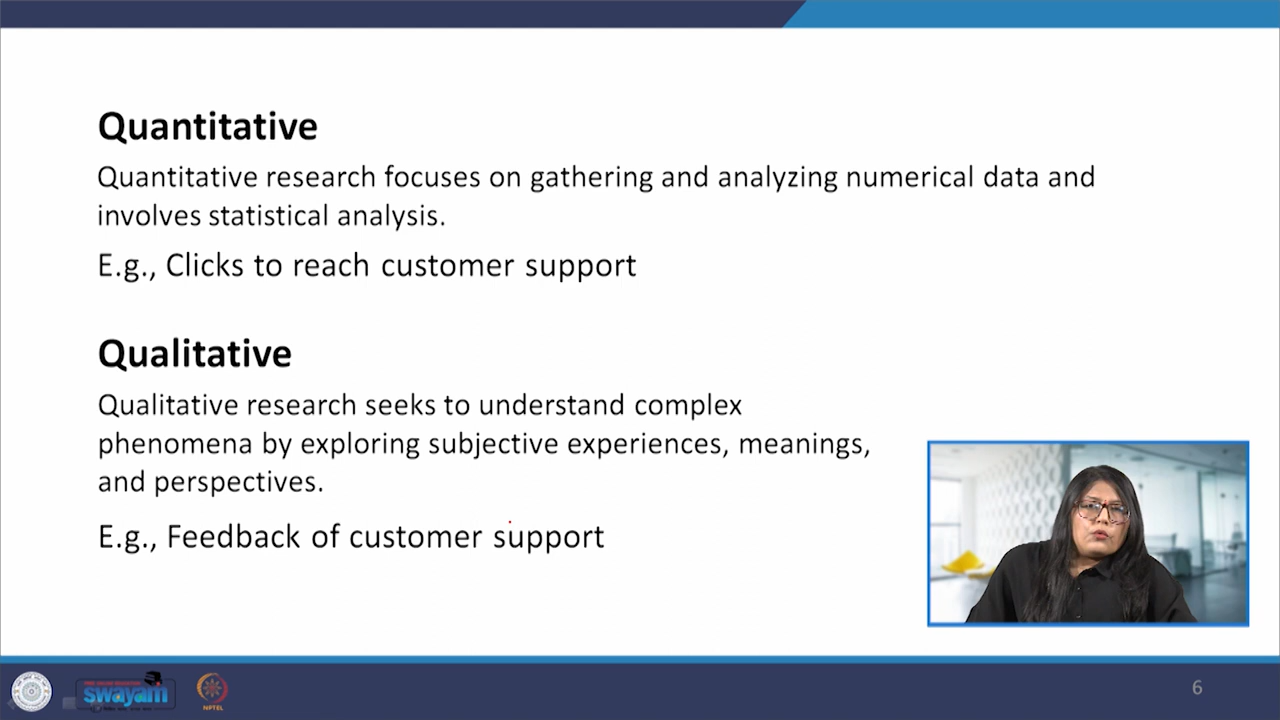 Quantitative
Quantitative research focuses on gathering and analyzing numerical data and
involves statistical analysis.
E.g., Clicks to reach customer support
Qualitative
Qualitative research seeks to understand complex
phenomena by exploring subjective experiences, meanings,
and perspectives.
E.g., Feedback of customer support
swayam
NPTEL
6